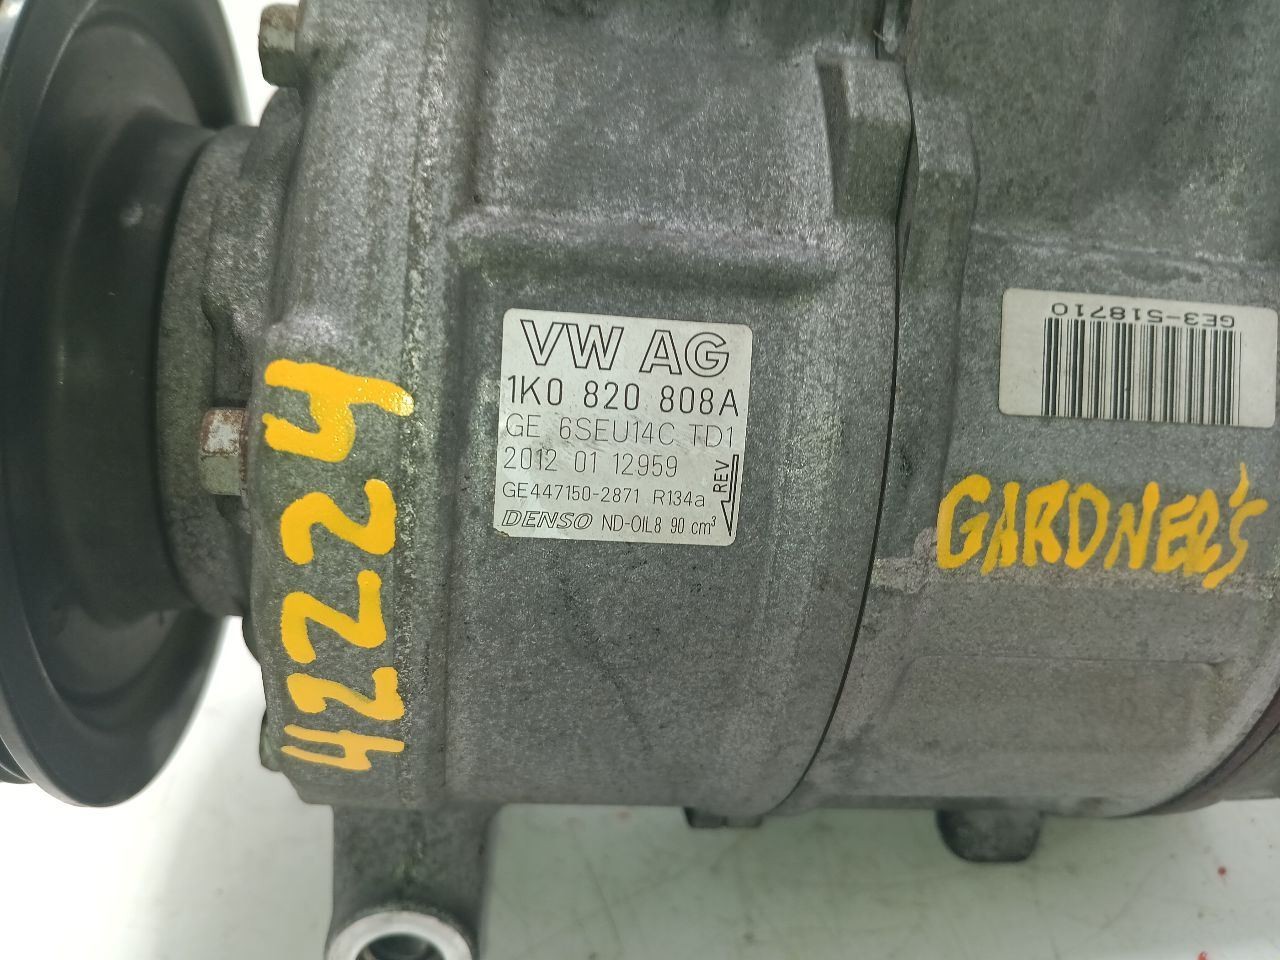 VW AG
1K0 820 808A
GE 6SEU14C TD1
2012 01 12959
GE447150-2871 R134a
REV
DENSO ND-OIL8 90 cm³
GE3-518710
42224
GARDNER'S